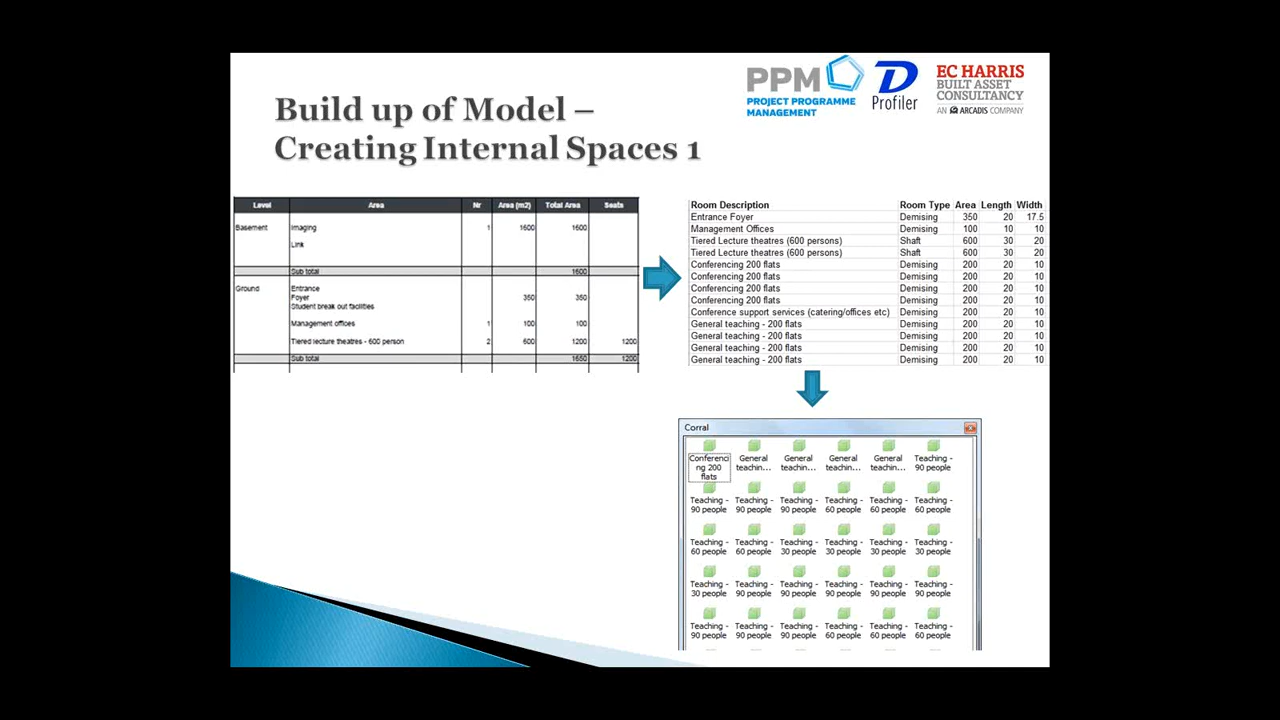 PPM
PROJECT PROGRAMME
MANAGEMENT
D
Profiler
EC HARRIS
BUILT ASSET
CONSULTANCY
AN ARCADIS COMPANY
Build up of Model –
Creating Internal Spaces 1
Level Area Nr Area (m2) Total Area Seats
Basement Imaging 1 1600 1600
Link
Sub total 1600
Ground Entrance
Foyer 350 350
Student break out facilities
Management offices 1 100 100
Tiered lecture theatres - 600 person 2 600 1200 1200
Sub total 1650 1200
Room Description Room Type Area Length Width
Entrance Foyer Demising 350 20 17.5
Management Offices Demising 100 10 10
Tiered Lecture theatres (600 persons) Shaft 600 30 20
Tiered Lecture theatres (600 persons) Shaft 600 30 20
Conferencing 200 flats Demising 200 20 10
Conferencing 200 flats Demising 200 20 10
Conferencing 200 flats Demising 200 20 10
Conferencing 200 flats Demising 200 20 10
Conference support services (catering/offices etc) Demising 200 20 10
General teaching - 200 flats Demising 200 20 10
General teaching - 200 flats Demising 200 20 10
General teaching - 200 flats Demising 200 20 10
General teaching - 200 flats Demising 200 20 10
Corral
Conferenci General General General General Teaching -
ng 200 teachin... teachin... teachin... teachin... 90 people
flats
Teaching - Teaching - Teaching - Teaching - Teaching - Teaching -
90 people 90 people 90 people 60 people 60 people 60 people
Teaching - Teaching - Teaching - Teaching - Teaching - Teaching -
60 people 60 people 30 people 30 people 30 people 30 people
Teaching - Teaching - Teaching - Teaching - Teaching - Teaching -
30 people 90 people 90 people 90 people 90 people 90 people
Teaching - Teaching - Teaching - Teaching - Teaching - Teaching -
90 people 90 people 90 people 60 people 60 people 60 people